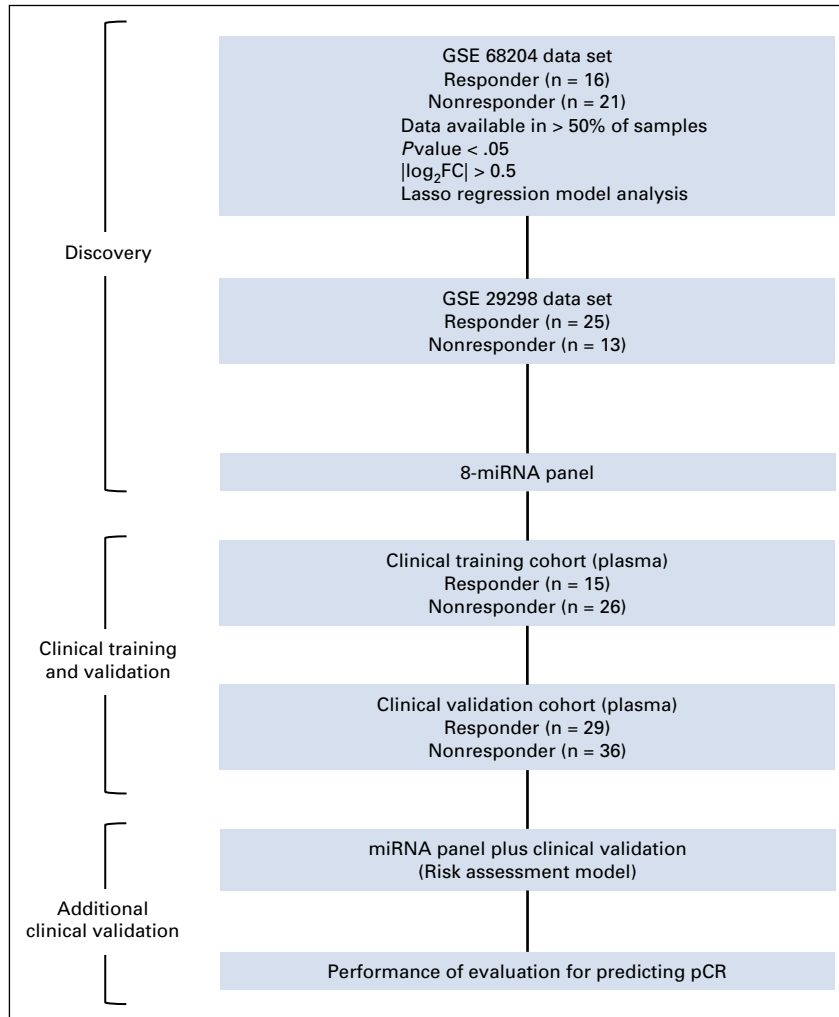 Discovery
GSE 68204 data set
Responder (n = 16)
Nonresponder (n = 21)
Data available in > 50% of samples
Pvalue < .05
|log₂FC| > 0.5
Lasso regression model analysis
GSE 29298 data set
Responder (n = 25)
Nonresponder (n = 13)
8-miRNA panel
Clinical training
and validation
Clinical training cohort (plasma)
Responder (n = 15)
Nonresponder (n = 26)
Clinical validation cohort (plasma)
Responder (n = 29)
Nonresponder (n = 36)
Additional
clinical validation
miRNA panel plus clinical validation
(Risk assessment model)
Performance of evaluation for predicting pCR